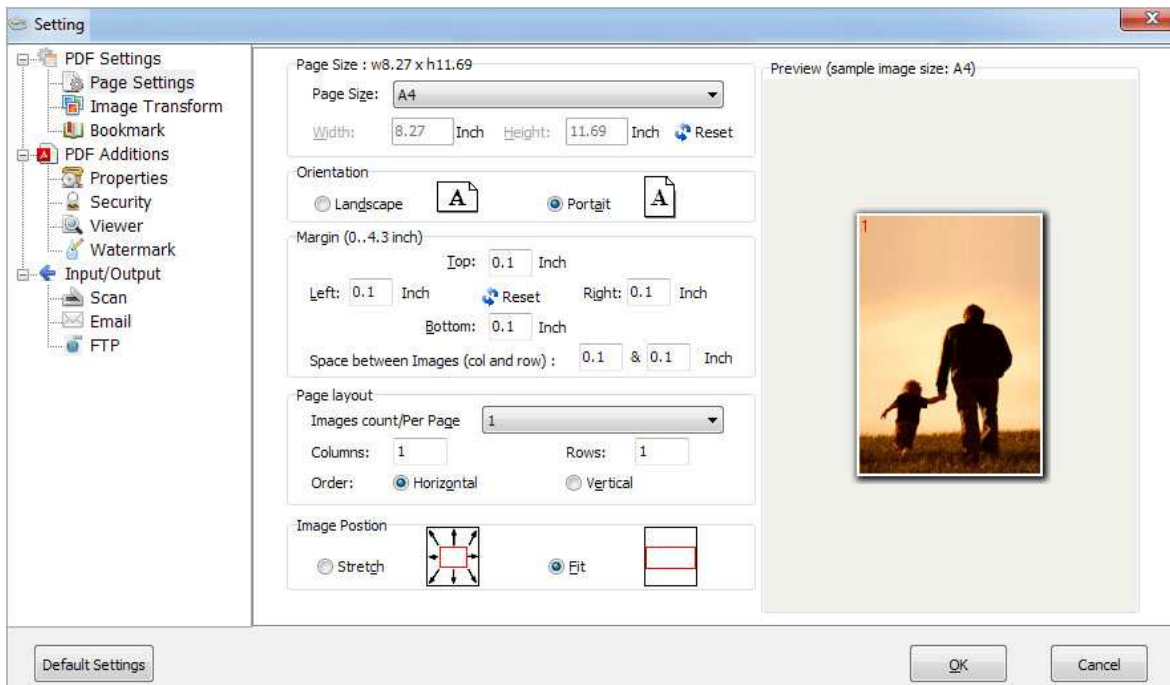 Setting
PDF Settings
Page Settings
Image Transform
Bookmark
PDF Additions
Properties
Security
Viewer
Watermark
Input/Output
Scan
Email
FTP
Page Size : w8.27 x h11.69
Page Size: A4
Width: 8.27 Inch Height: 11.69 Inch Reset
Orientation
Landscape A Portait A
Margin (0..4.3 inch)
Top: 0.1 Inch
Left: 0.1 Inch Reset Right: 0.1 Inch
Bottom: 0.1 Inch
Space between Images (col and row) : 0.1 & 0.1 Inch
Page layout
Images count/Per Page 1
Columns: 1 Rows: 1
Order: Horizontal Vertical
Image Postion
Stretch Fit
Preview (sample image size: A4)
1
Default Settings OK Cancel